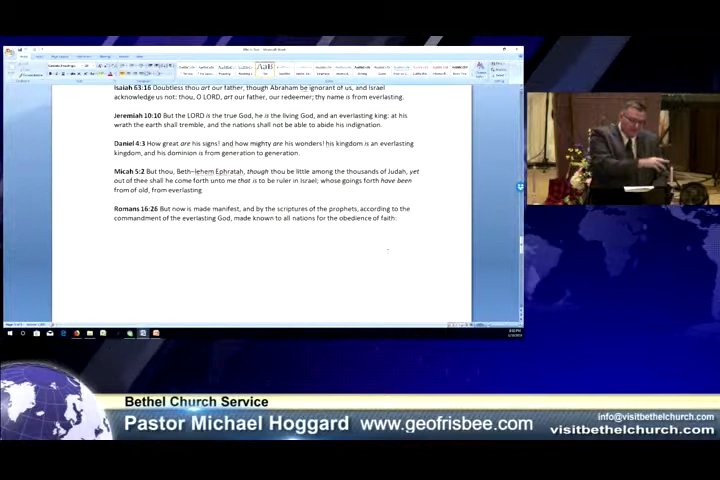 Isaiah 63:16 Doubtless thou art our father, though Abraham be ignorant of us, and Israel
acknowledge us not: thou, O LORD, art our father, our redeemer; thy name is from everlasting.
Jeremiah 10:10 But the LORD is the true God, he is the living God, and an everlasting king: at his
wrath the earth shall tremble, and the nations shall not be able to abide his indignation.
Daniel 4:3 How great are his signs! and how mighty are his wonders! his kingdom is an everlasting
kingdom, and his dominion is from generation to generation.
Micah 5:2 But thou, Beth–lehem Ephratah, though thou be little among the thousands of Judah, yet
out of thee shall he come forth unto me that is to be ruler in Israel; whose goings forth have been
from of old, from everlasting
Romans 16:26 But now is made manifest, and by the scriptures of the prophets, according to the
commandment of the everlasting God, made known to all nations for the obedience of faith:
Bethel Church Service
Pastor Michael Hoggard www.geofrisbee.com
info@visitbethelchurch.com
visitbethelchurch.com